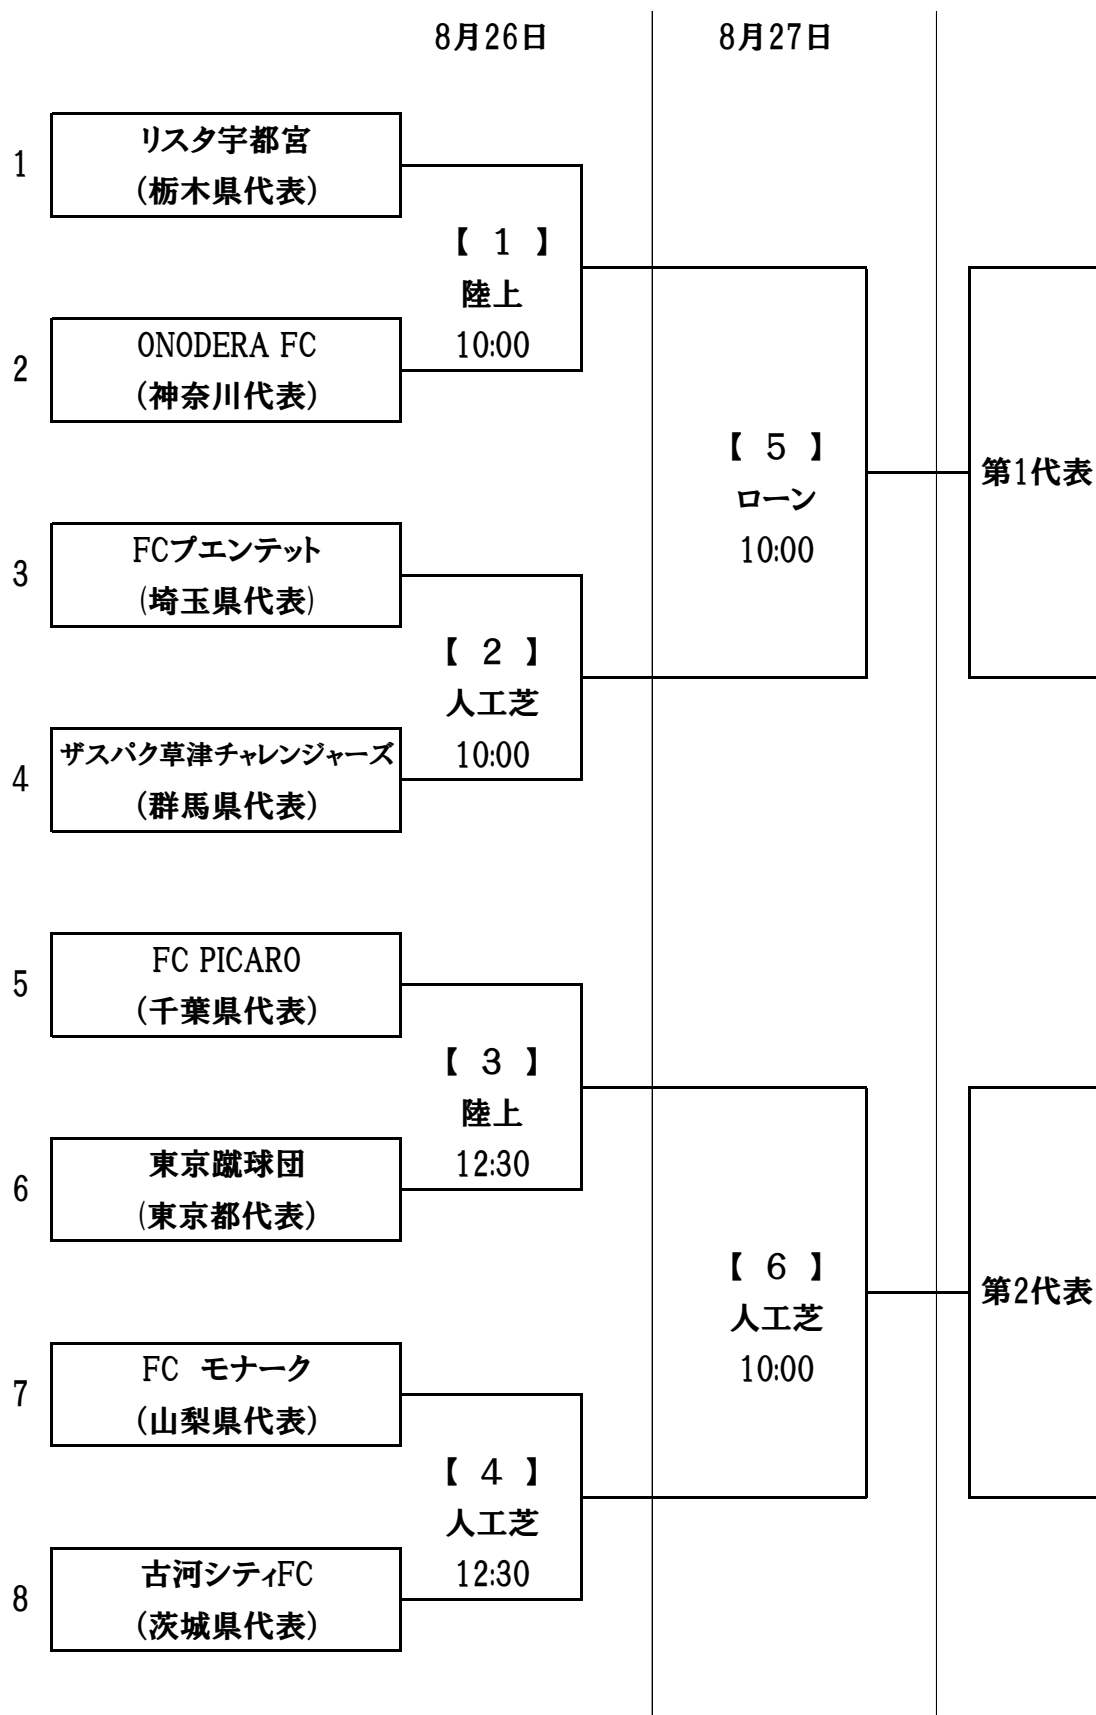 8月26日 8月27日
1
リスタ宇都宮
(栃木県代表)
【 1 】
陸上
10:00
2
ONODERA FC
(神奈川代表)
【 5 】
ローン
10:00
第1代表
3
FCプエンテット
(埼玉県代表)
【 2 】
人工芝
10:00
4
ザスパク草津チャレンジャーズ
(群馬県代表)
5
FC PICARO
(千葉県代表)
【 3 】
陸上
12:30
6
東京蹴球団
(東京都代表)
【 6 】
人工芝
10:00
第2代表
7
FC モナーク
(山梨県代表)
【 4 】
人工芝
12:30
8
古河シティFC
(茨城県代表)